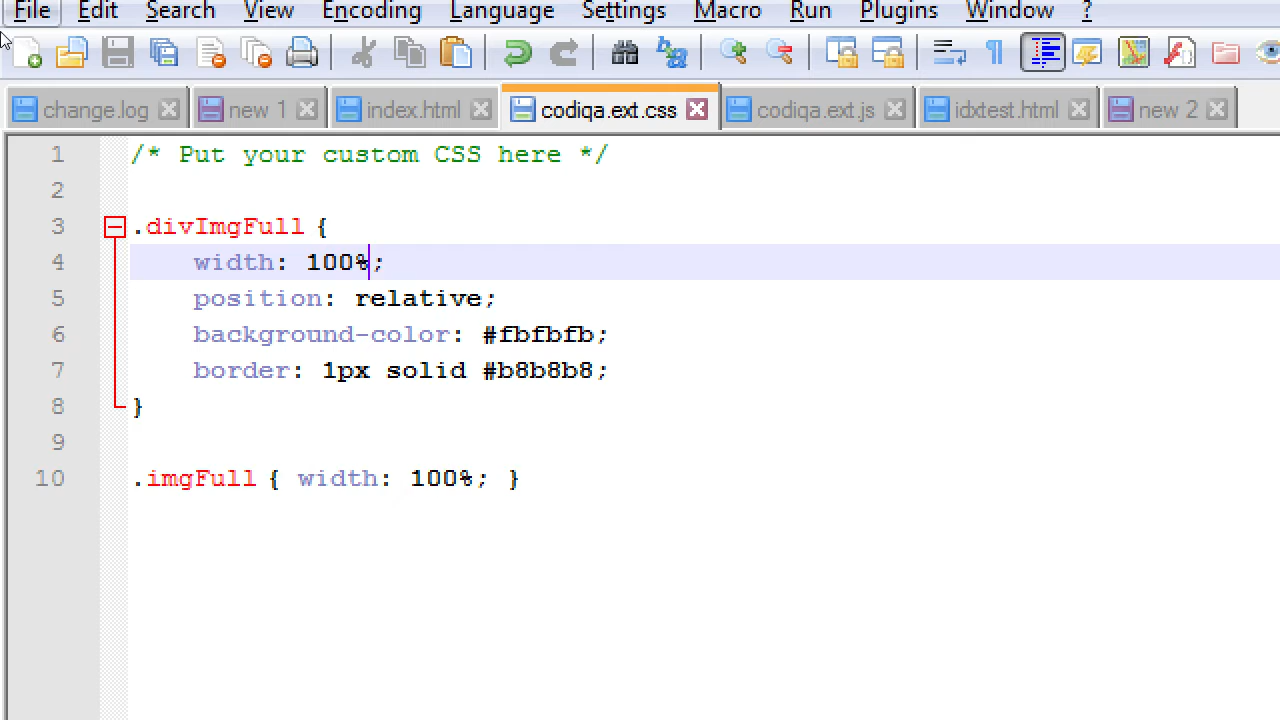 File Edit Search View Encoding Language Settings Macro Run Plugins Window ?
change.log new 1 index.html codiqa.ext.css codiqa.ext.js idxtest.html new 2
1 /* Put your custom CSS here */
2
3 .divImgFull {
4 width: 100%;
5 position: relative;
6 background-color: #fbfbfb;
7 border: 1px solid #b8b8b8;
8 }
9
10 .imgFull { width: 100%; }